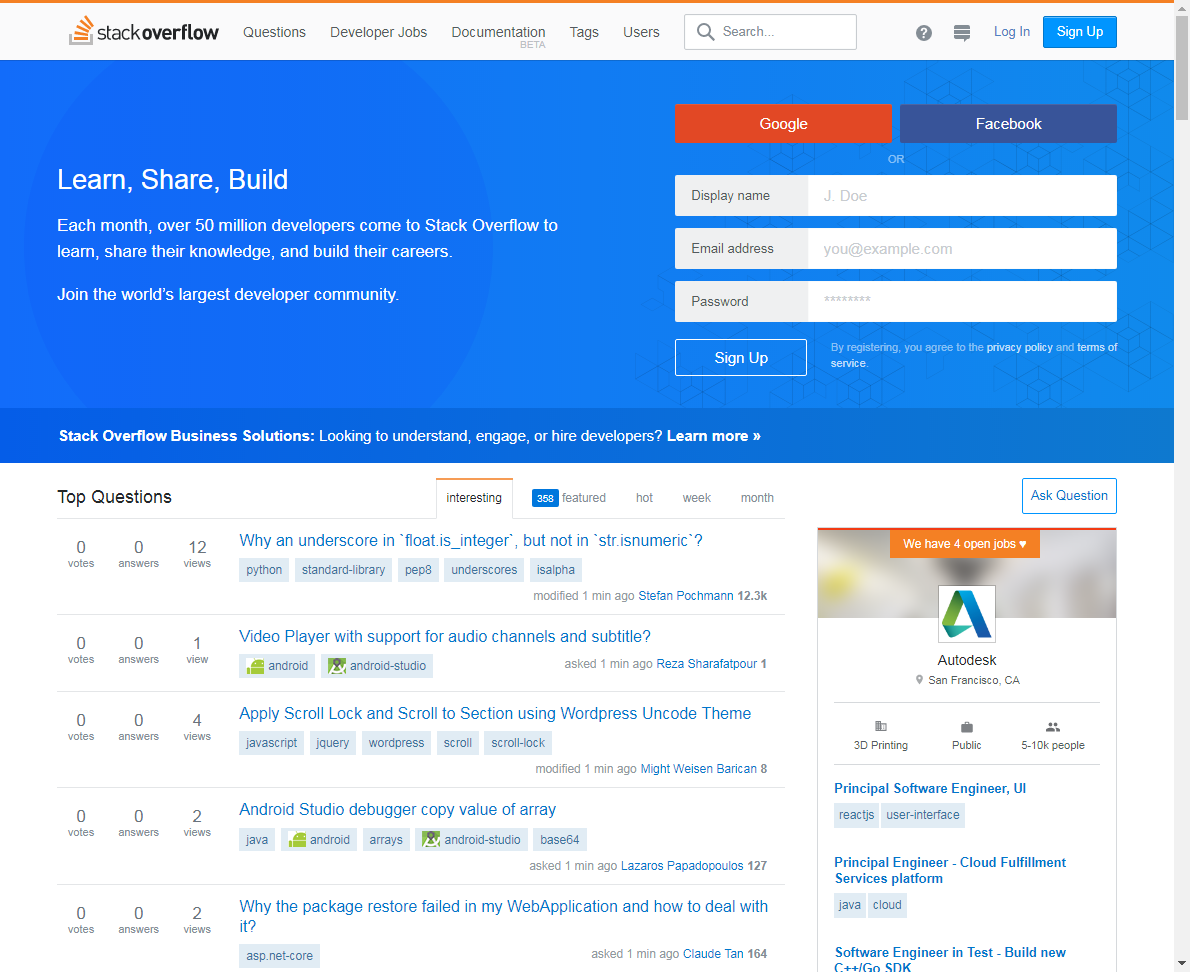 stackoverflow Questions Developer Jobs Documentation BETA Tags Users Search... Log In Sign Up
Google Facebook
OR
Learn, Share, Build
Each month, over 50 million developers come to Stack Overflow to
learn, share their knowledge, and build their careers.
Join the world's largest developer community.
Display name J. Doe
Email address you@example.com
Password ********
Sign Up By registering, you agree to the privacy policy and terms of
service.
Stack Overflow Business Solutions: Looking to understand, engage, or hire developers? Learn more »
Top Questions interesting 358 featured hot week month
0 votes 0 answers 12 views
Why an underscore in `float.is_integer`, but not in `str.isnumeric`?
python standard-library pep8 underscores isalpha
modified 1 min ago Stefan Pochmann 12.3k
0 votes 0 answers 1 view
Video Player with support for audio channels and subtitle?
android android-studio
asked 1 min ago Reza Sharafatpour 1
0 votes 0 answers 4 views
Apply Scroll Lock and Scroll to Section using Wordpress Uncode Theme
javascript jquery wordpress scroll scroll-lock
modified 1 min ago Might Weisen Barican 8
0 votes 0 answers 2 views
Android Studio debugger copy value of array
java android arrays android-studio base64
asked 1 min ago Lazaros Papadopoulos 127
0 votes 0 answers 2 views
Why the package restore failed in my WebApplication and how to deal with
it?
asp.net-core
asked 1 min ago Claude Tan 164
Ask Question
We have 4 open jobs ♥
Autodesk
San Francisco, CA
3D Printing Public 5-10k people
Principal Software Engineer, UI
reactjs user-interface
Principal Engineer - Cloud Fulfillment
Services platform
java cloud
Software Engineer in Test - Build new
C++/Go SDK